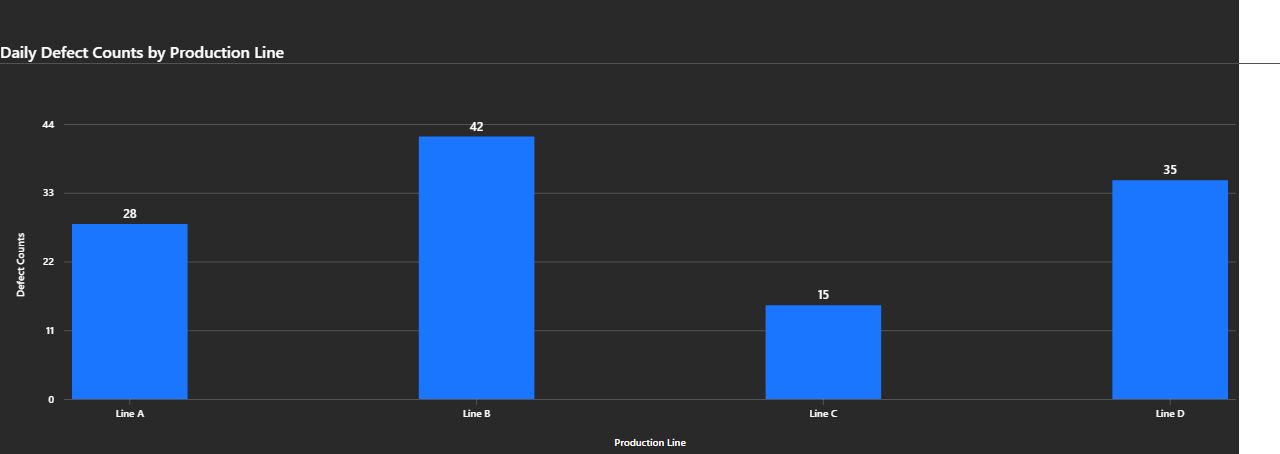 Daily Defect Counts by Production Line
44
33
22
11
0
Defect Counts
28
42
15
35
Line A
Line B
Line C
Line D
Production Line